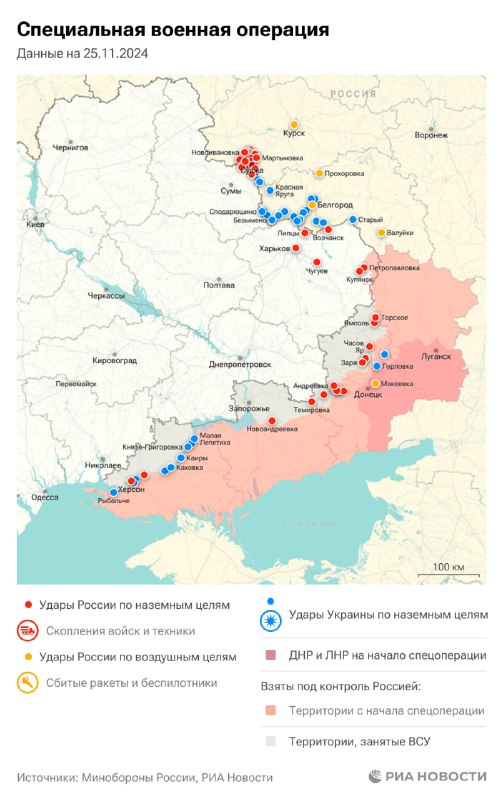 Специальная военная операция
Данные на 25.11.2024
РОССИЯ
Курск
Воронеж
Чернигов
Новоивановка
Мартыновка
Суджа
Прохоровка
Сумы
Красная
Яруга
Белгород
Сподарюшино
Безымено
Старый
Киев
Валуйки
Липцы
Волчанск
Харьков
Чугуев
Петропавловка
Купянск
Полтава
Черкассы
Торское
Ямполь
Часов
Яр
Луганск
Заря
Горловка
Кировоград
Днепропетровск
Первомайск
Андреевка
Макеевка
Донецк
Запорожье
Темировка
Новоандреевка
Малая
Лепетиха
Князе-Григоровка
Каиры
Николаев
Каховка
Одесса
Херсон
Рыбальче
Азовское море
100 км
Удары России по наземным целям
Скопления войск и техники
Удары России по воздушным целям
Сбитые ракеты и беспилотники
Удары Украины по наземным целям
ДНР и ЛНР на начало спецоперации
Взяты под контроль Россией:
Территории с начала спецоперации
Территории, занятые ВСУ
Источники: Минобороны России, РИА Новости
РИА НОВОСТИ